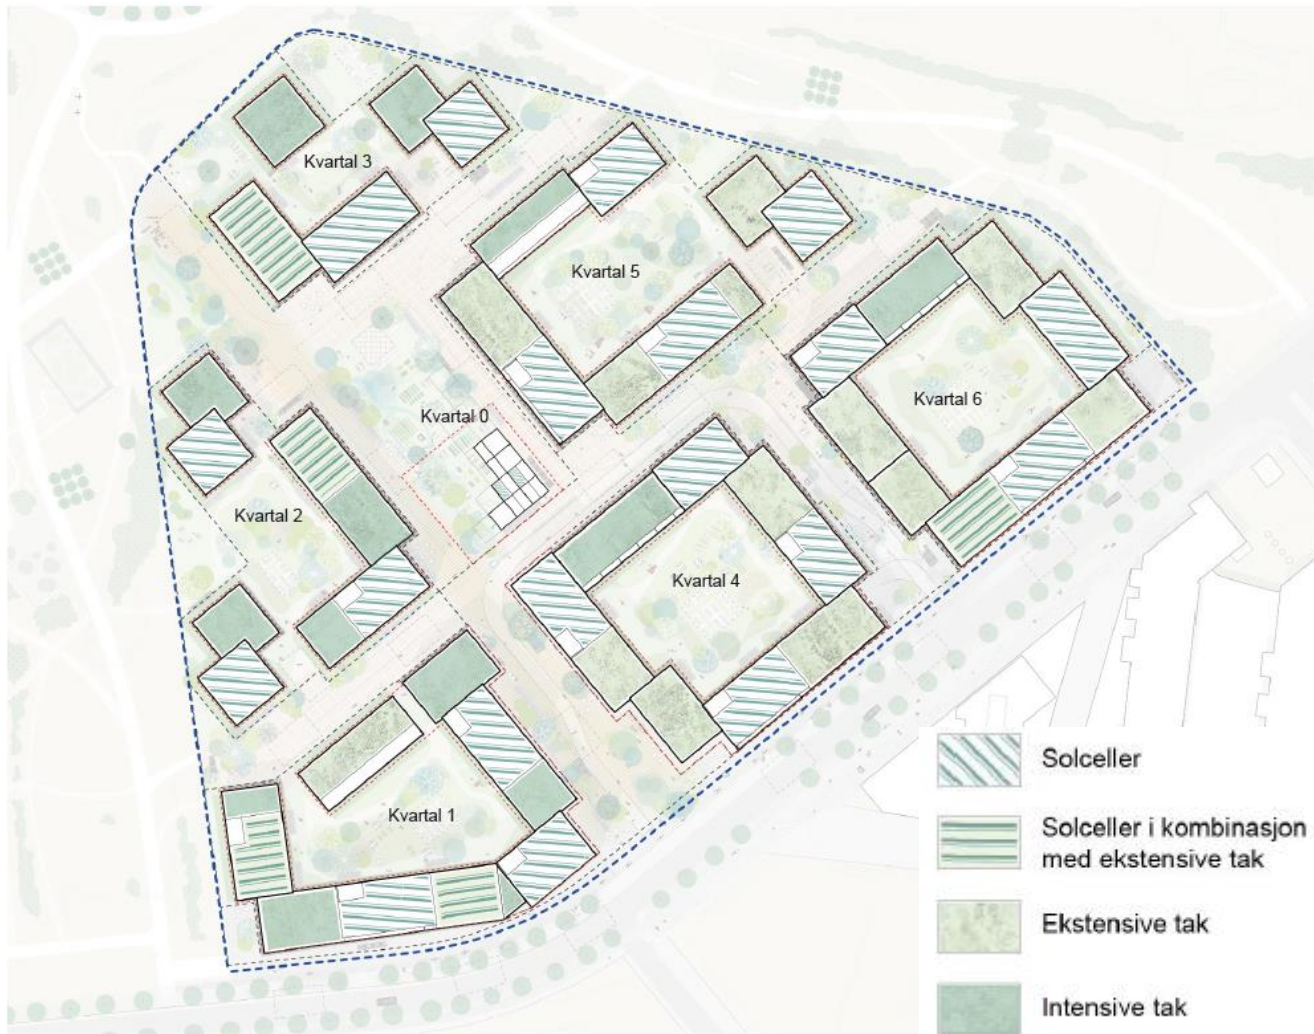 Kvartal 3
Kvartal 5
Kvartal 6
Kvartal 0
Kvartal 2
Kvartal 4
Kvartal 1
Solceller
Solceller i kombinasjon
med ekstensive tak
Ekstensive tak
Intensive tak